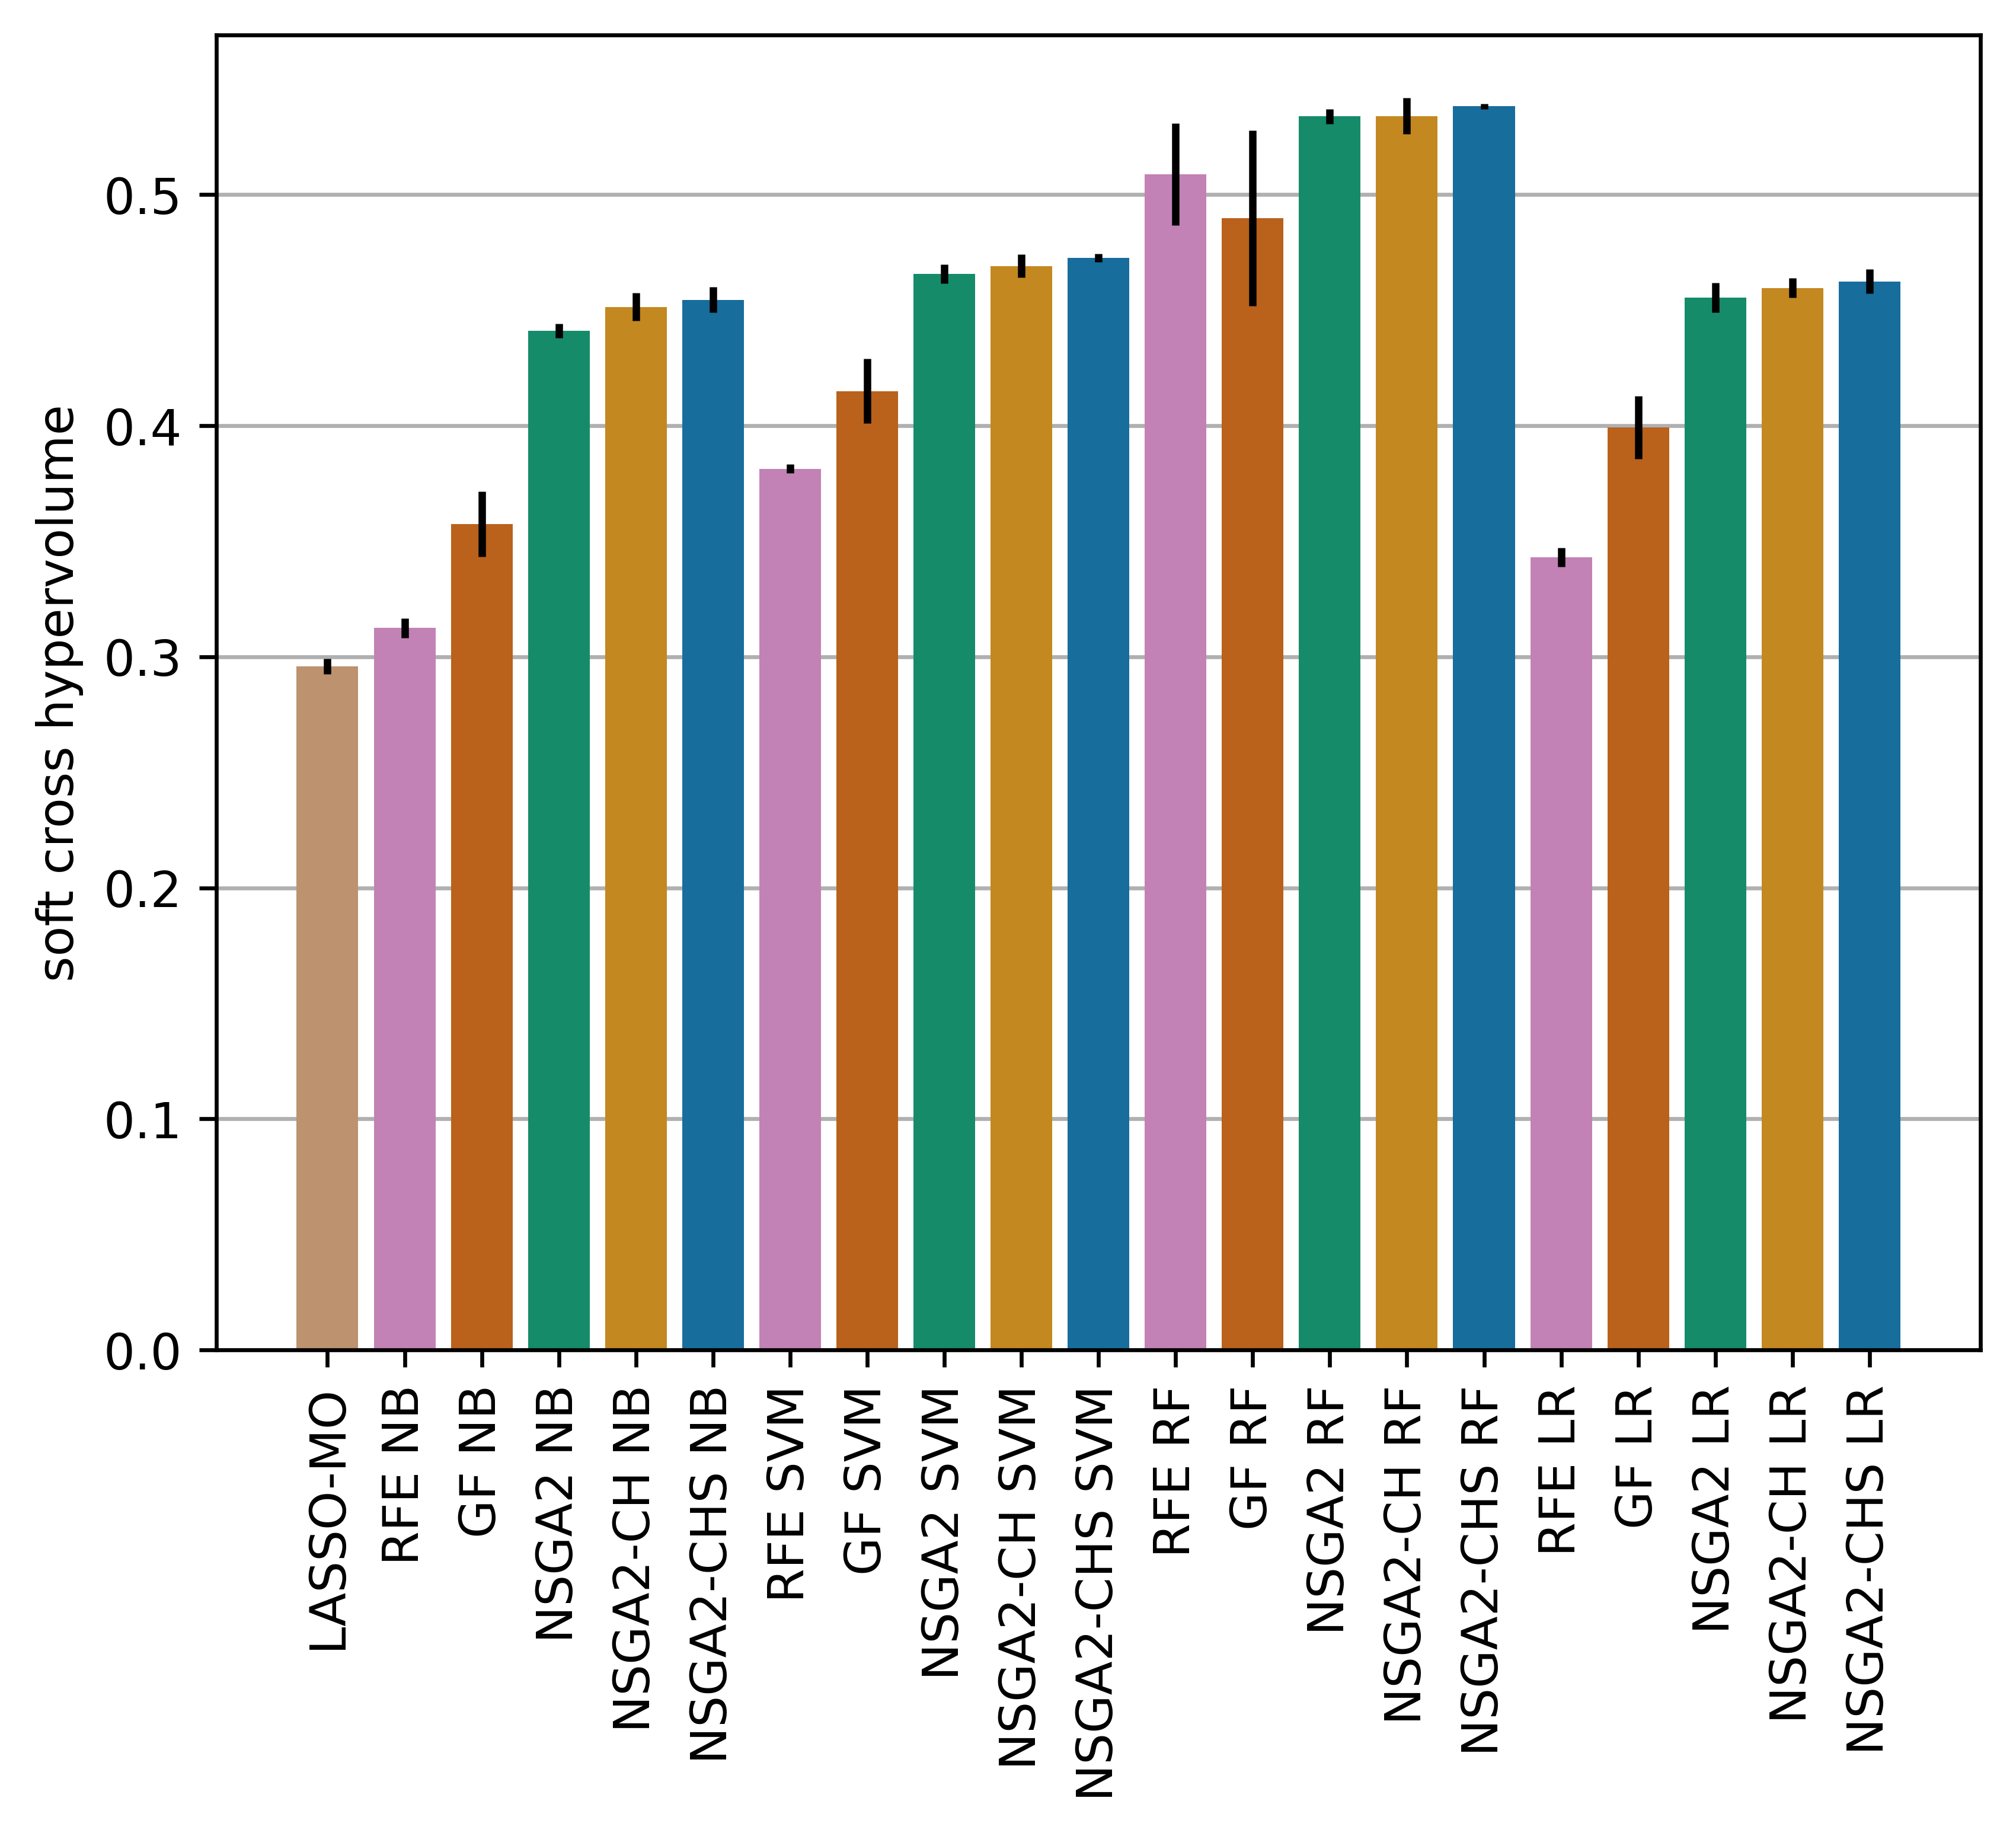 soft cross hypervolume
0.5
0.4
0.3
0.2
0.1
0.0
LASSO-MO
RFE NB
GF NB
NSGA2 NB
NSGA2-CH NB
NSGA2-CHS NB
RFE SVM
GF SVM
NSGA2 SVM
NSGA2-CH SVM
NSGA2-CHS SVM
RFE RF
GF RF
NSGA2 RF
NSGA2-CH RF
NSGA2-CHS RF
RFE LR
GF LR
NSGA2 LR
NSGA2-CH LR
NSGA2-CHS LR